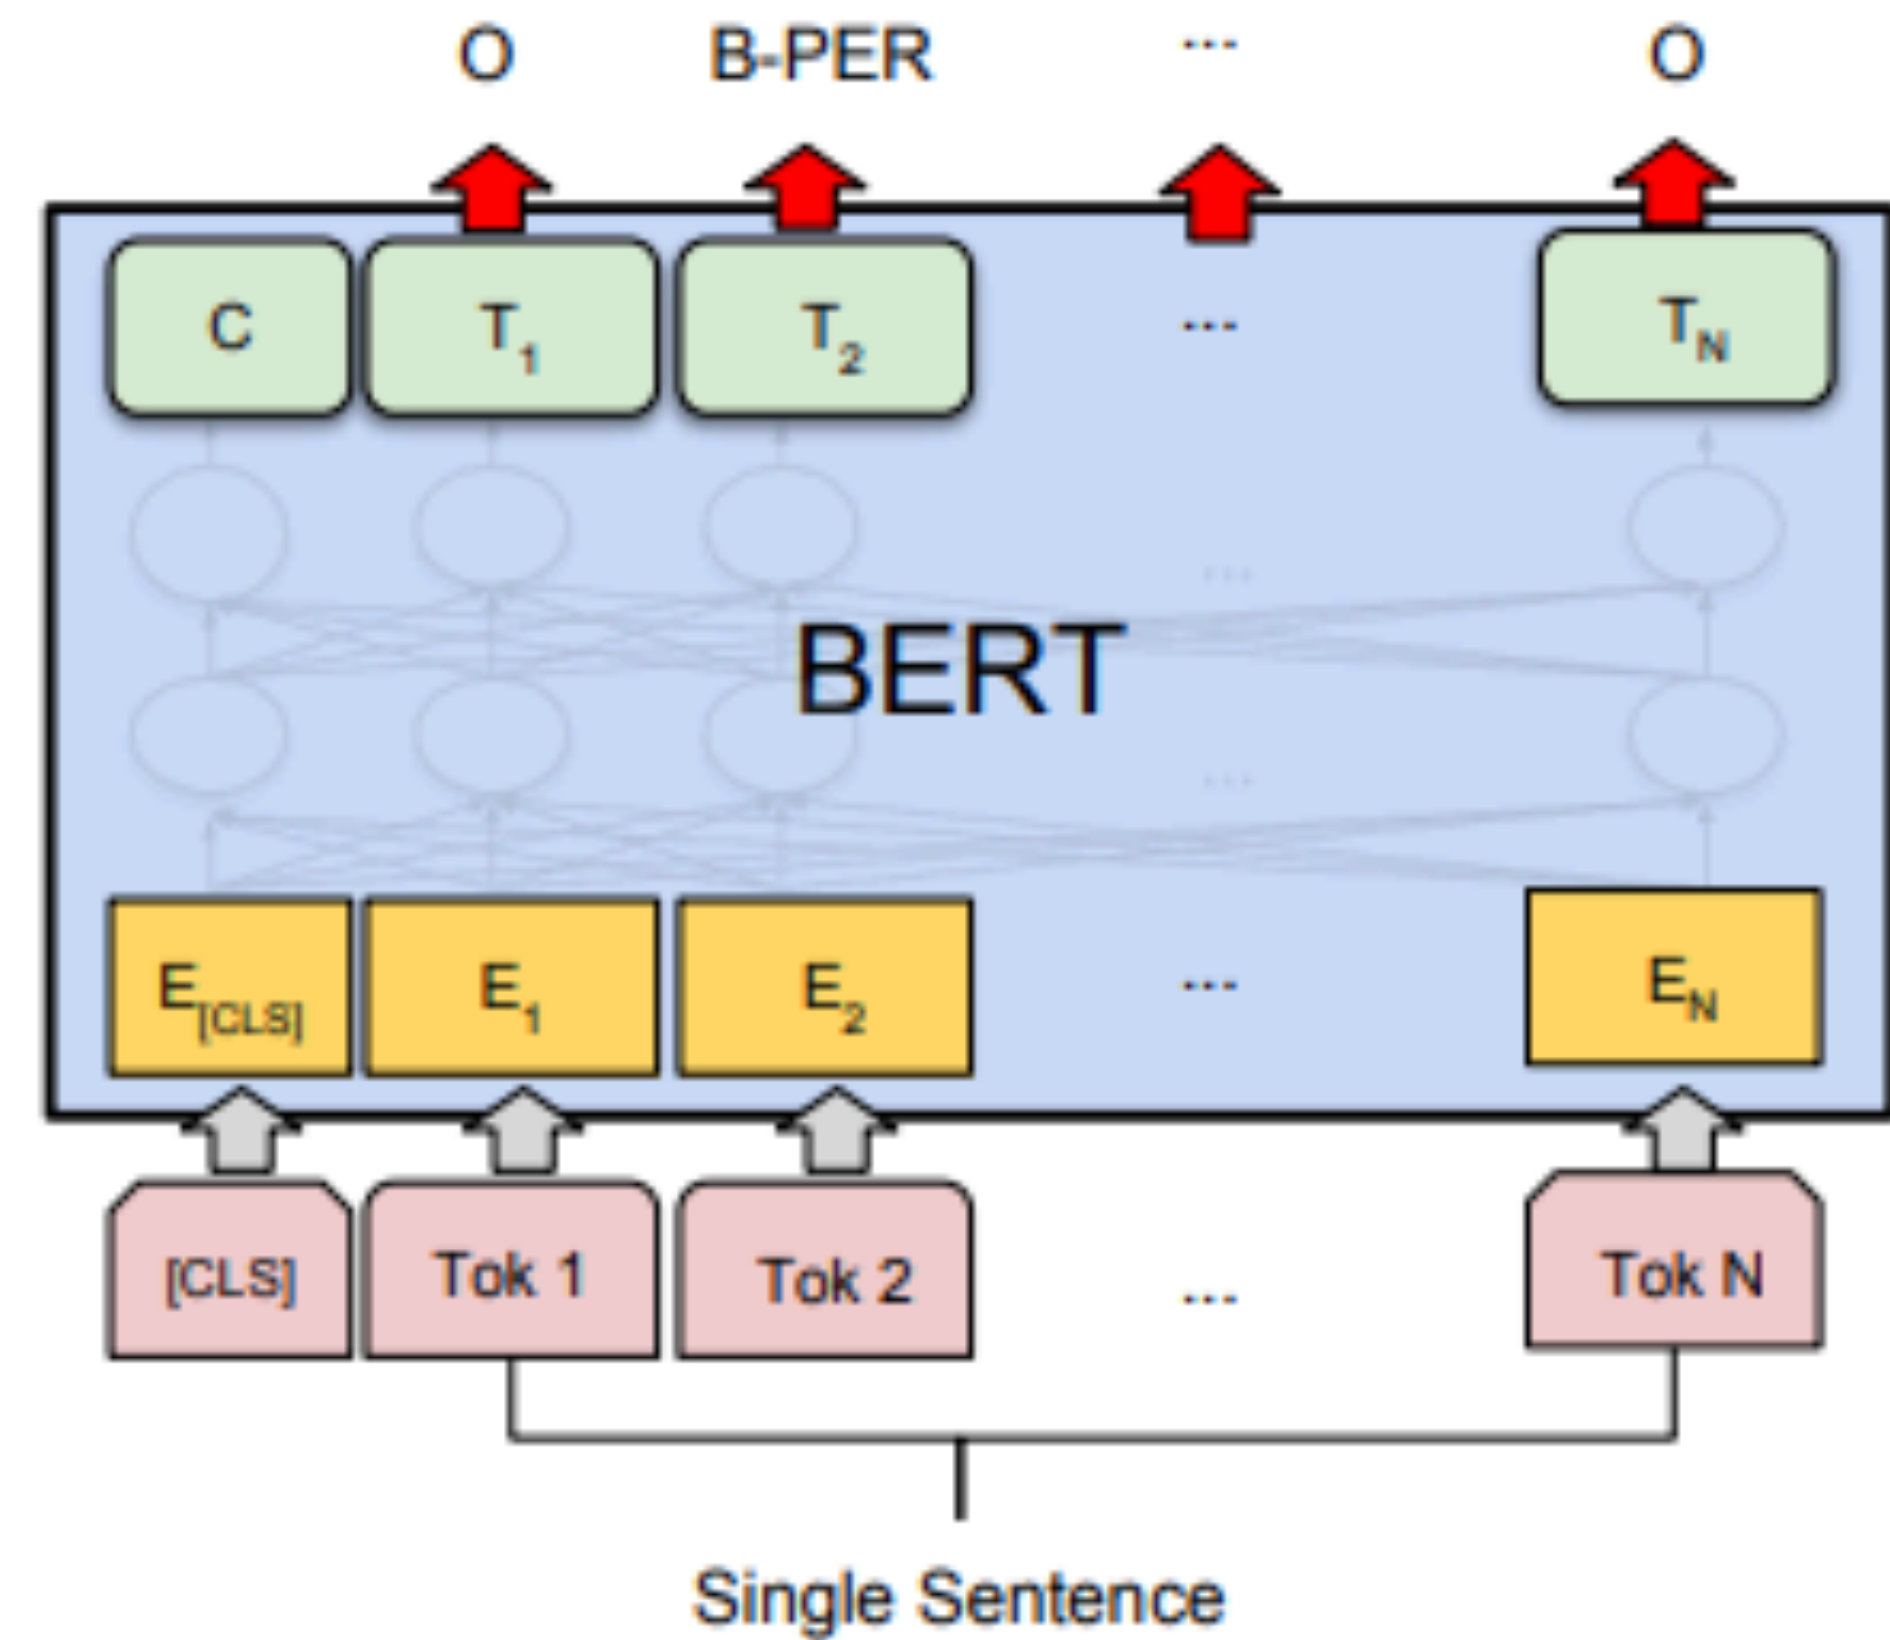 O B-PER ... O
C T1 T2 ... TN
...
BERT
...
E[CLS] E1 E2 ... EN
[CLS] Tok 1 Tok 2 ... Tok N
Single Sentence